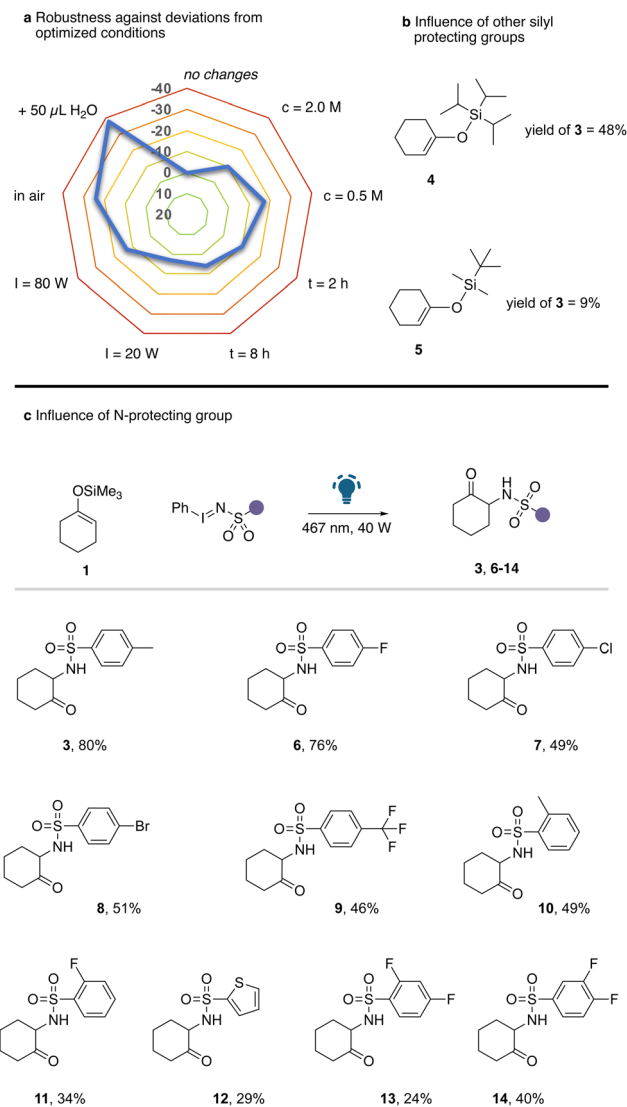 a Robustness against deviations from
optimized conditions
b Influence of other silyl
protecting groups
no changes
-40
-30
-20
-10
0
10
20
+ 50 µL H2O
c = 2.0 M
in air
c = 0.5 M
I = 80 W
t = 2 h
I = 20 W
t = 8 h
Si
O
yield of 3 = 48%
4
Si
O
yield of 3 = 9%
5
c Influence of N-protecting group
OSiMe3
1
Ph
I
N
S
O
O
467 nm, 40 W
O
H
N
O
S
O
3, 6-14
O
O
S
NH
O
3, 80%
O
O
S
F
NH
O
6, 76%
O
O
S
Cl
NH
O
7, 49%
O
O
S
Br
NH
O
8, 51%
O
O
S
F
F
F
NH
O
9, 46%
O
O
S
NH
O
10, 49%
F
O
O
S
NH
O
11, 34%
O
S
O
S
NH
O
12, 29%
F
O
O
S
F
NH
O
13, 24%
F
O
O
S
F
NH
O
14, 40%